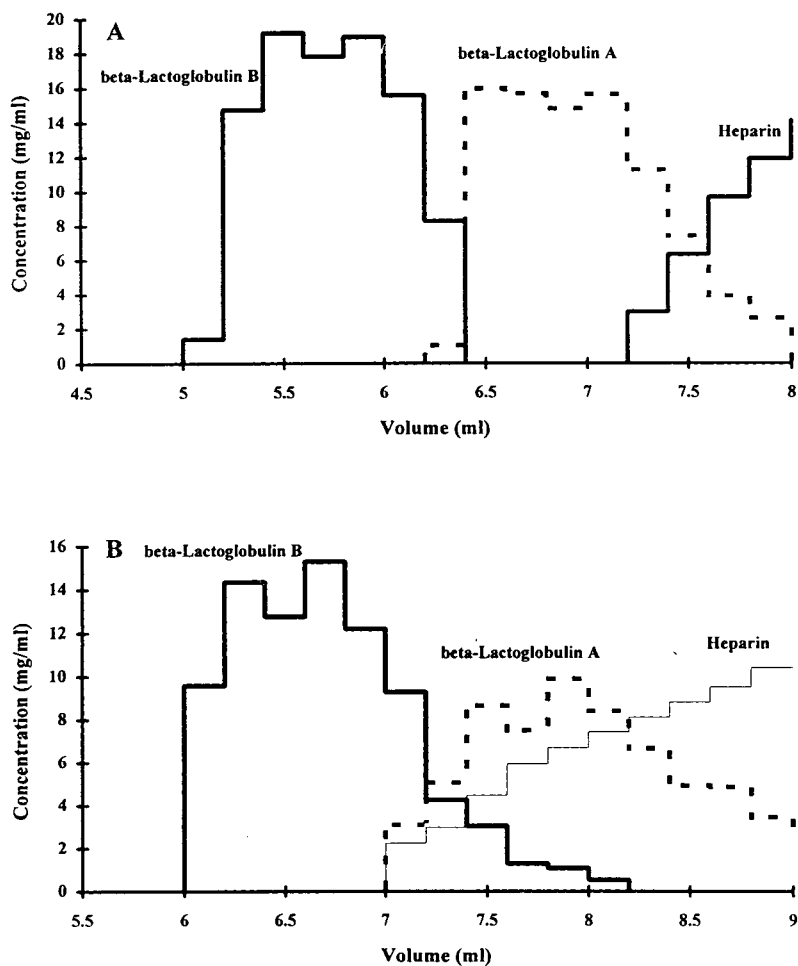 A
20
18
16
14
12
10
8
6
4
2
0
beta-Lactoglobulin B
beta-Lactoglobulin A
Heparin
Concentration (mg/ml)
4.5 5 5.5 6 6.5 7 7.5 8
Volume (ml)
B
16
14
12
10
8
6
4
2
0
beta-Lactoglobulin B
beta-Lactoglobulin A
Heparin
Concentration (mg/ml)
5.5 6 6.5 7 7.5 8 8.5 9
Volume (ml)